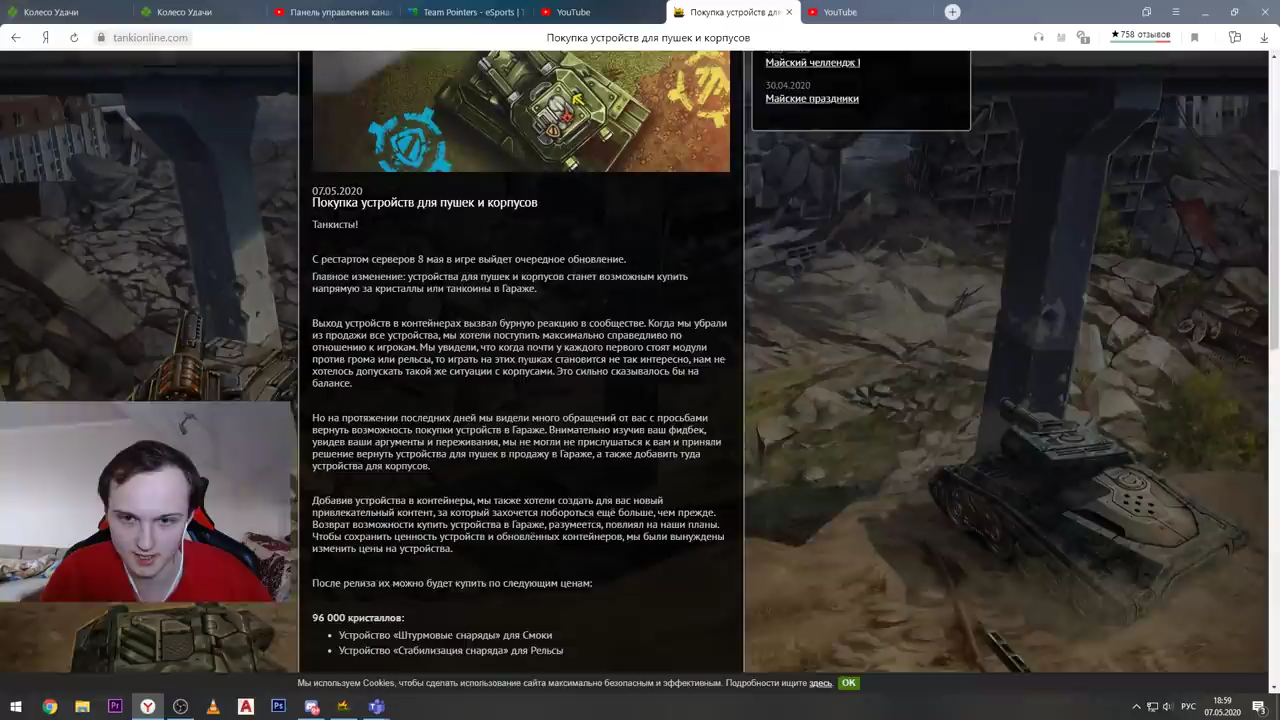 Колесо Удачи
Колесо Удачи
Панель управления кана
Team Pointers - eSports | T
YouTube
Покупка устройств для
YouTube
tankionline.com
Покупка устройств для пушек и корпусов
★ 758 отзывов
Майский челлендж I
30.04.2020
Майские праздники
07.05.2020
Покупка устройств для пушек и корпусов
Танкисты!
С рестартом серверов 8 мая в игре выйдет очередное обновление.
Главное изменение: устройства для пушек и корпусов станет возможным купить
напрямую за кристаллы или танкоины в Гараже.
Выход устройств в контейнерах вызвал бурную реакцию в сообществе. Когда мы убрали
из продажи все устройства, мы хотели поступить максимально справедливо по
отношению к игрокам. Мы увидели, что когда почти у каждого первого стоят модули
против грома или рельсы, то играть на этих пушках становится не так интересно, нам не
хотелось допускать такой же ситуации с корпусами. Это сильно сказывалось бы на
балансе.
Но на протяжении последних дней мы видели много обращений от вас с просьбами
вернуть возможность покупки устройств в Гараже. Внимательно изучив ваш фидбек,
увидев ваши аргументы и переживания, мы не могли не прислушаться к вам и приняли
решение вернуть устройства для пушек в продажу в Гараже, а также добавить туда
устройства для корпусов.
Добавив устройства в контейнеры, мы также хотели создать для вас новый
привлекательный контент, за который захочется побороться ещё больше, чем прежде.
Возврат возможности купить устройства в Гараже, разумеется, повлиял на наши планы.
Чтобы сохранить ценность устройств и обновлённых контейнеров, мы были вынуждены
изменить цены на устройства.
После релиза их можно будет купить по следующим ценам:
96 000 кристаллов:
• Устройство «Штурмовые снаряды» для Смоки
• Устройство «Стабилизация снаряда» для Рельсы
Мы используем Cookies, чтобы сделать использование сайта максимально безопасным и эффективным. Подробности ищите здесь OK
РУС
18:59
07.05.2020